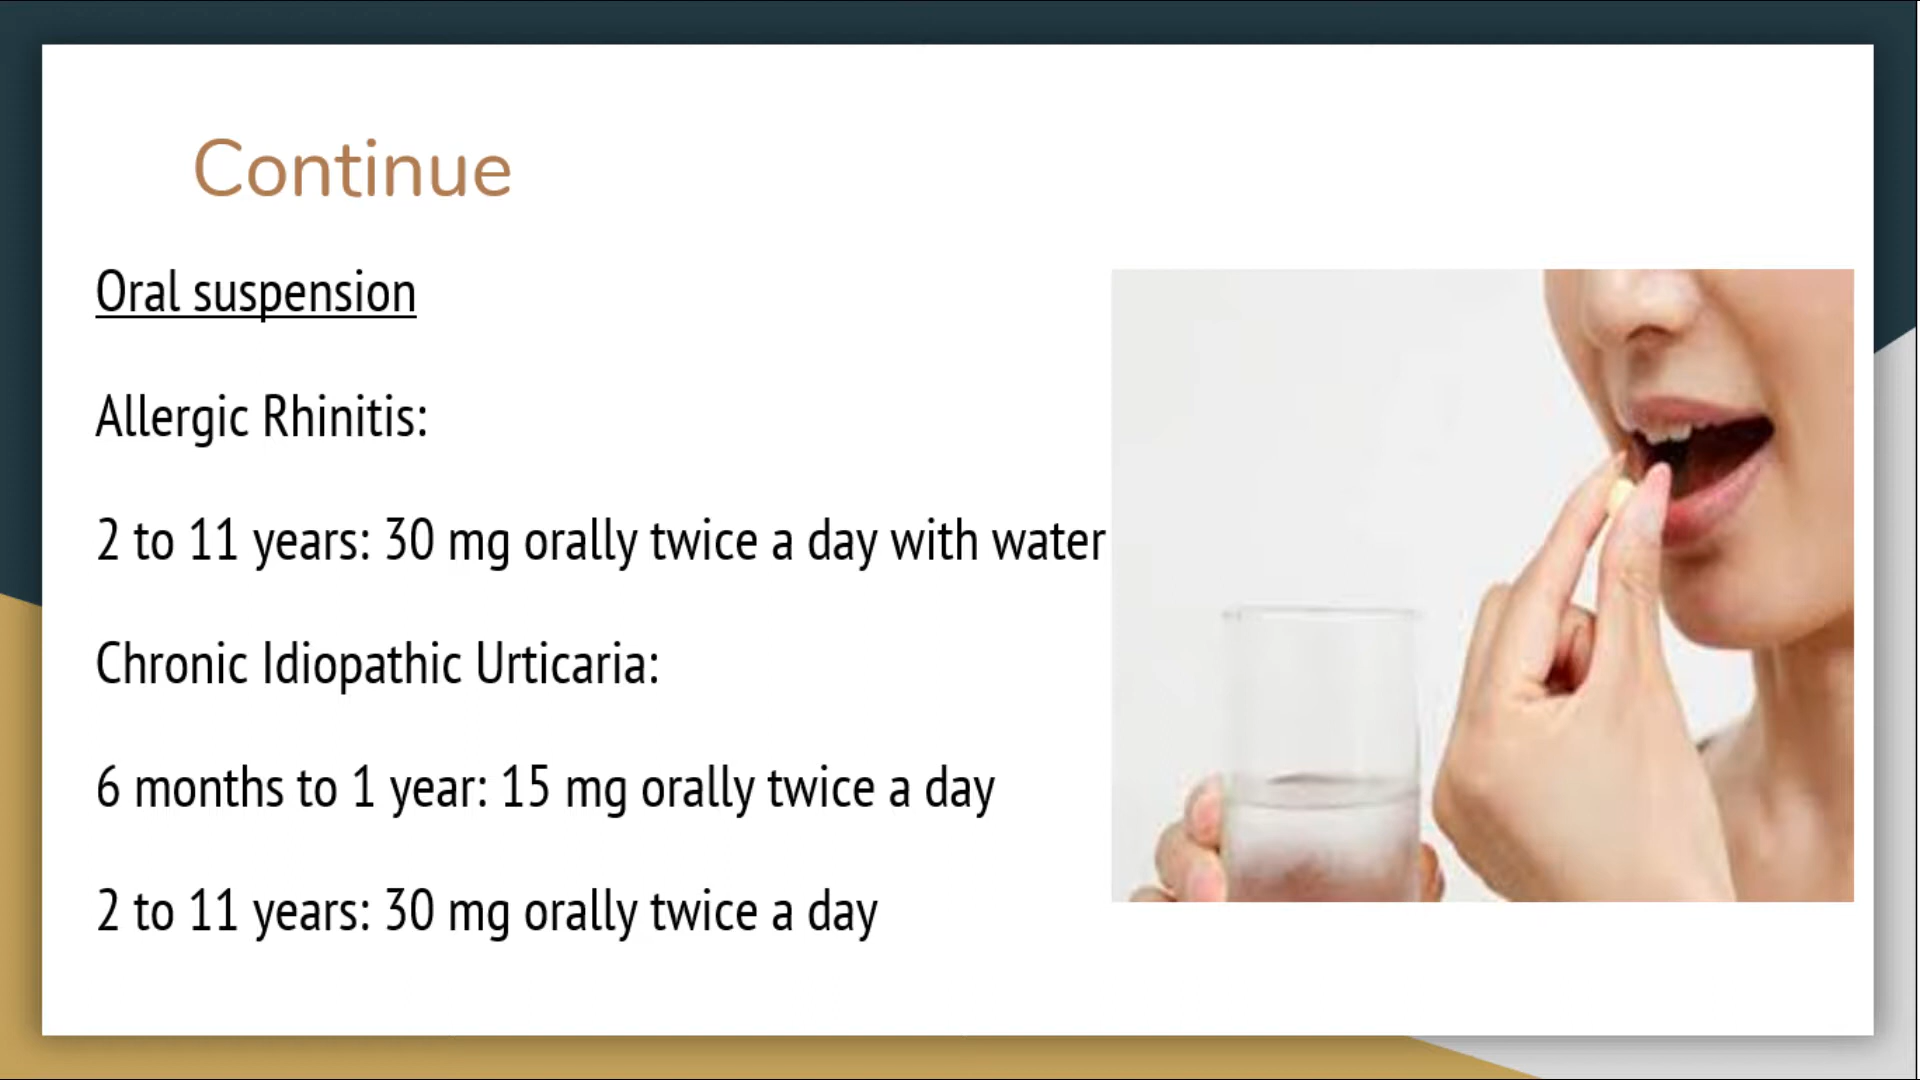 Continue
Oral suspension
Allergic Rhinitis:
2 to 11 years: 30 mg orally twice a day with water
Chronic Idiopathic Urticaria:
6 months to 1 year: 15 mg orally twice a day
2 to 11 years: 30 mg orally twice a day